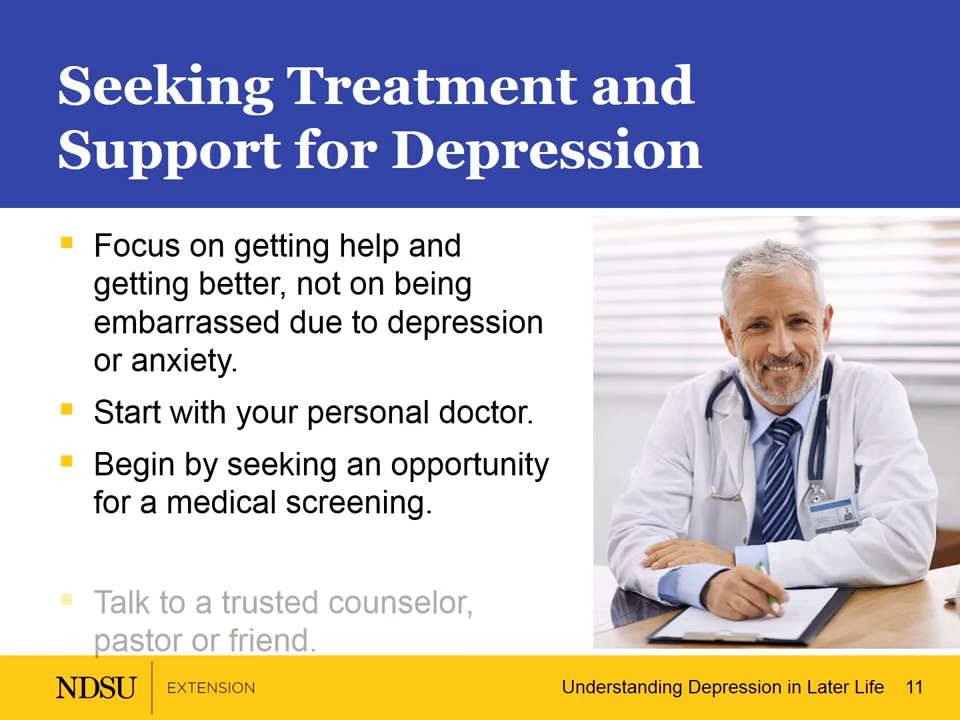 Seeking Treatment and
Support for Depression
Focus on getting help and
getting better, not on being
embarrassed due to depression
or anxiety.
Start with your personal doctor.
Begin by seeking an opportunity
for a medical screening.
Talk to a trusted counselor,
pastor or friend.
NDSU EXTENSION
Understanding Depression in Later Life 11